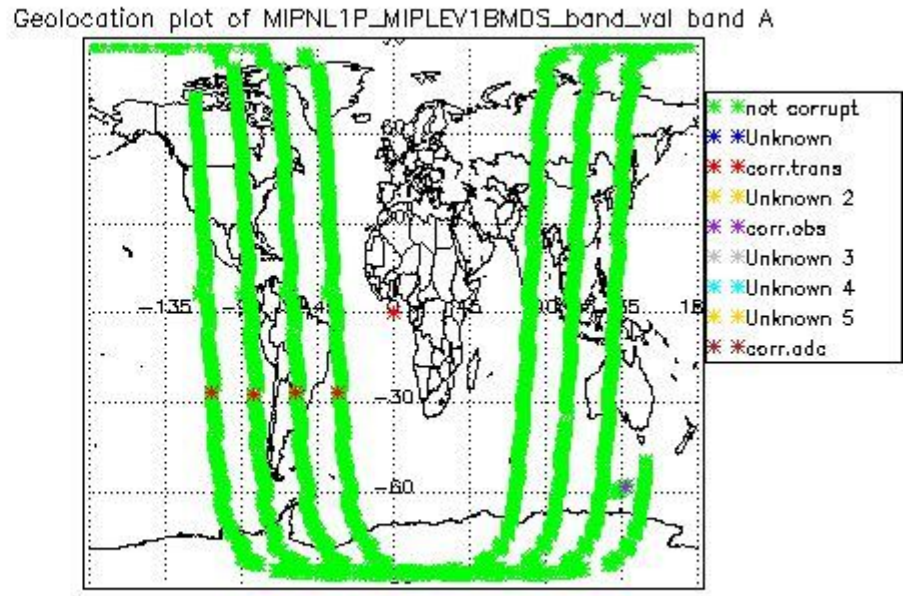 Geolocation plot of MIPNL1P_MIPLEV1BMDS_band_val band A
not corrupt
Unknown
corr.trans
Unknown 2
corr.obs
Unknown 3
Unknown 4
Unknown 5
corr.adc
-135
-30
-60